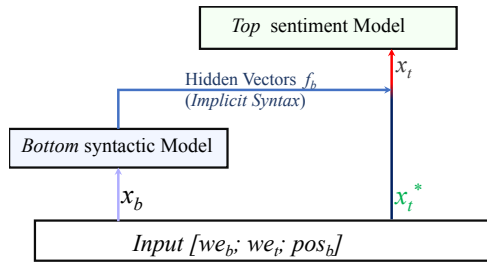 Top sentiment Model
x_t
Hidden Vectors f_b
(Implicit Syntax)
Bottom syntactic Model
x_b
x_t^*
Input [we_b; we_t; pos_b]